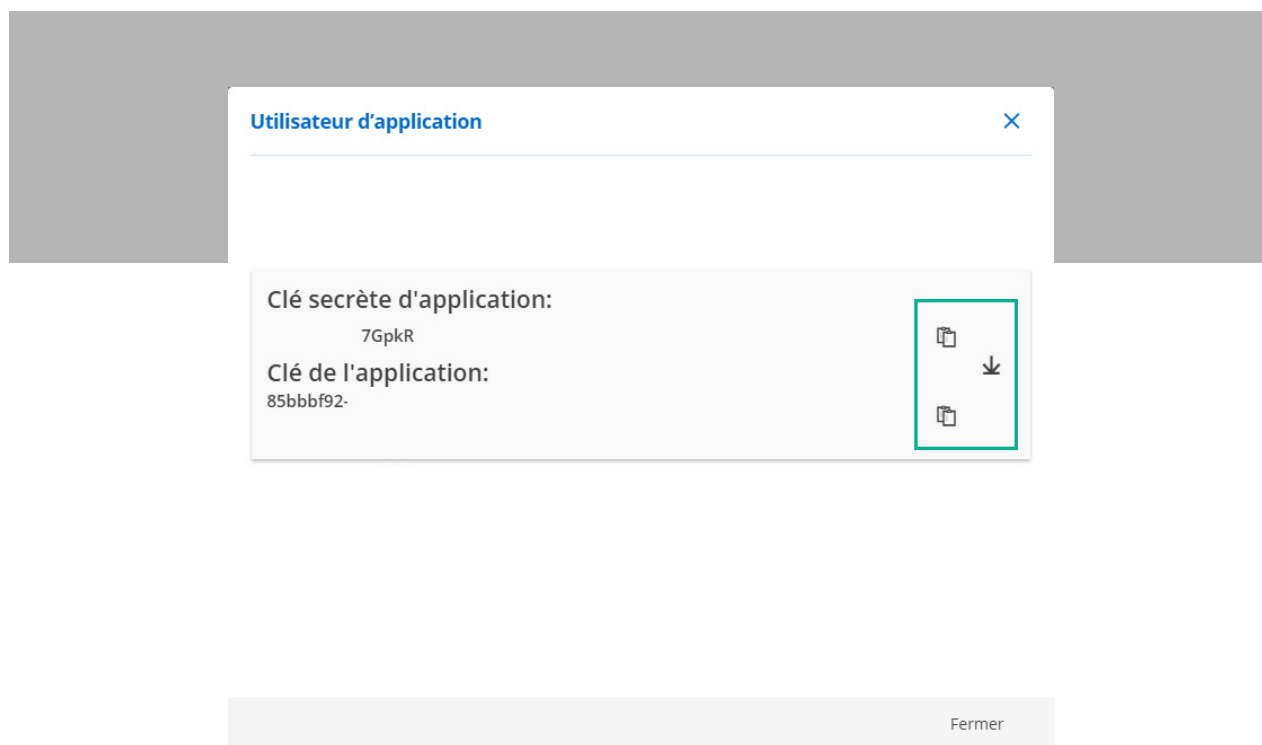 Utilisateur d’application
Clé secrète d'application:
7GpkR
Clé de l'application:
85bbbf92-
Fermer